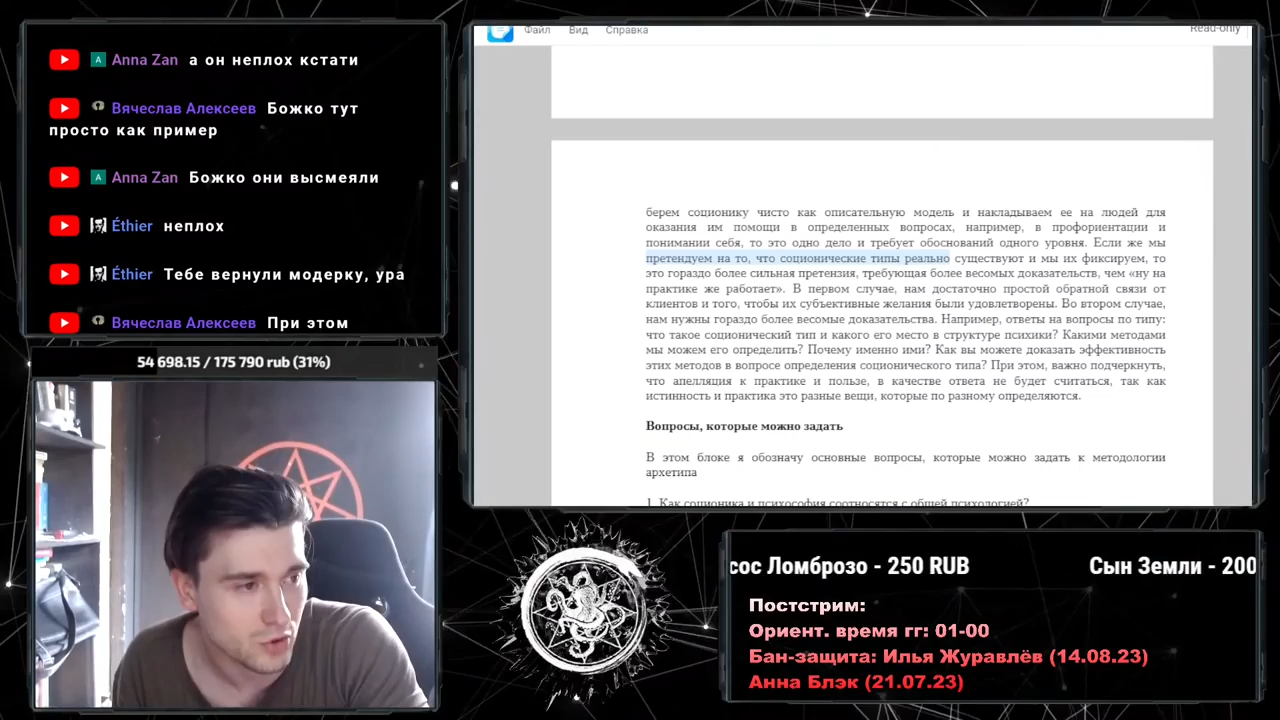 Anna Zan а он неплох кстати
Вячеслав Алексеев Божко тут
просто как пример
Anna Zan Божко они высмеяли
Éthier неплох
Éthier Тебе вернули модерку, ура
Вячеслав Алексеев При этом
54 698.15 / 175 790 rub (31%)
Файл Вид Справка Read-only
берем соционику чисто как описательную модель и накладываем ее на людей для
оказания им помощи в определенных вопросах, например, в профориентации и
понимании себя, то это одно дело и требует обоснований одного уровня. Если же мы
претендуем на то, что соционические типы реально существуют и мы их фиксируем, то
это гораздо более сильная претензия, требующая более весомых доказательств, чем «ну на
практике же работает». В первом случае, нам достаточно простой обратной связи от
клиентов и того, чтобы их субъективные желания были удовлетворены. Во втором случае,
нам нужны гораздо более весомые доказательства. Например, ответы на вопросы по типу:
что такое соционический тип и какого его место в структуре психики? Какими методами
мы можем его определить? Почему именно ими? Как вы можете доказать эффективность
этих методов в вопросе определения соционического типа? При этом, важно подчеркнуть,
что апелляция к практике и пользе, в качестве ответа не будет считаться, так как
истинность и практика это разные вещи, которые по разному определяются.
Вопросы, которые можно задать
В этом блоке я обозначу основные вопросы, которые можно задать к методологии
архетипа
1. Как соционика и психософия соотносятся с общей психологией?
сос Ломброзо - 250 RUB Сын Земли - 200
Постстрим:
Ориент. время гг: 01-00
Бан-защита: Илья Журавлёв (14.08.23)
Анна Блэк (21.07.23)